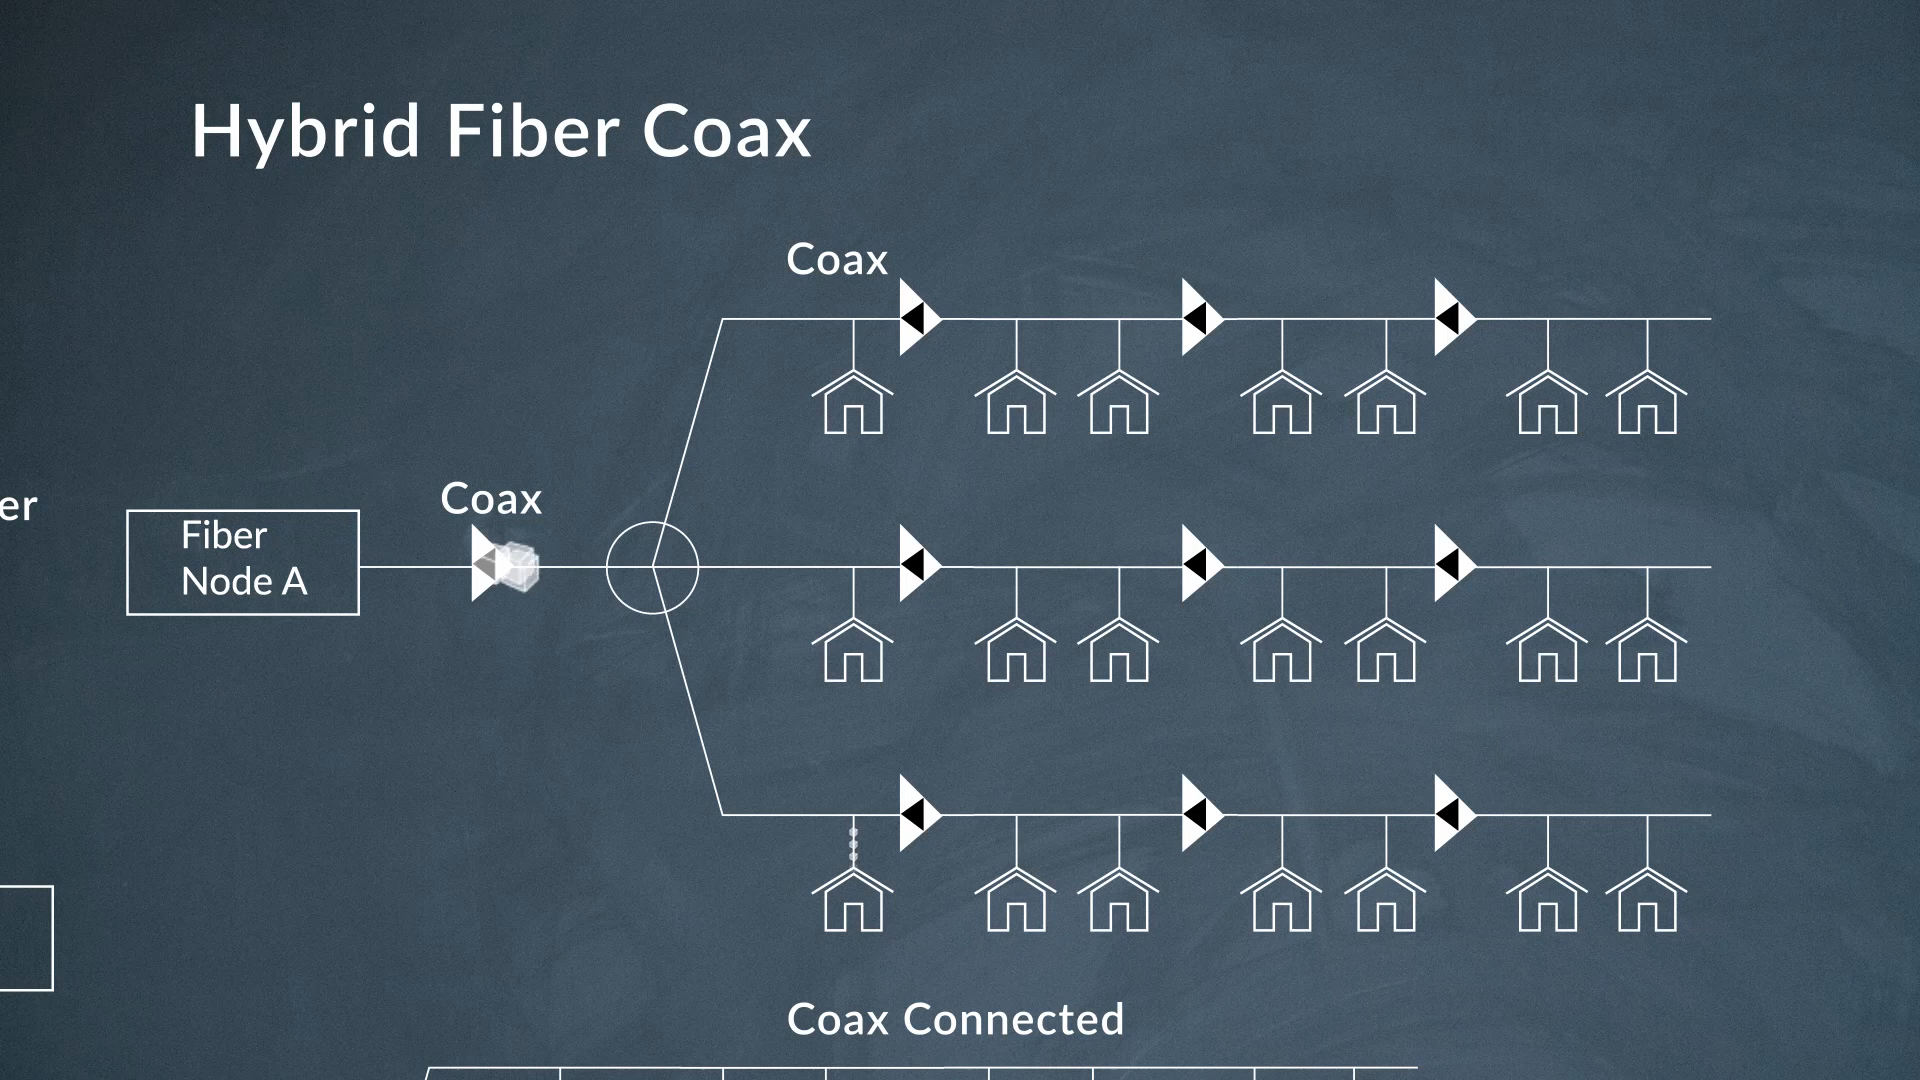 Hybrid Fiber Coax
Coax
Coax
er
Fiber
Node A
Coax Connected